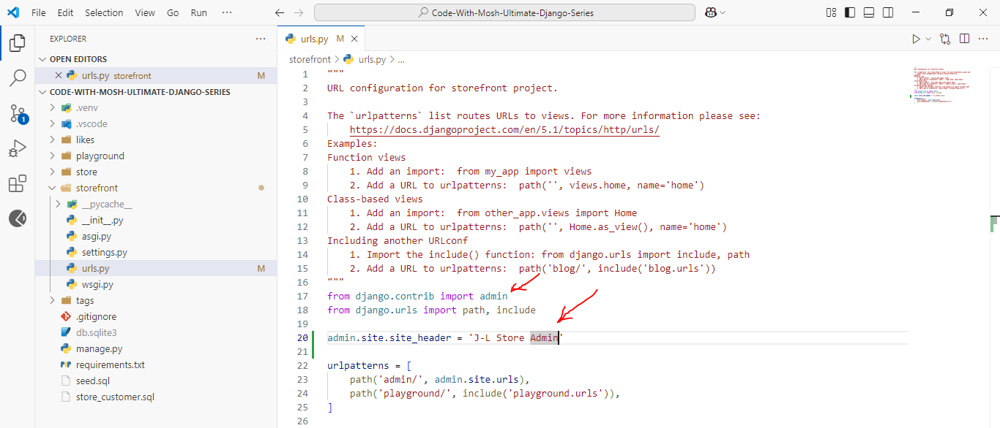 File Edit Selection View Go Run ···
Code-With-Mosh-Ultimate-Django-Series
EXPLORER
OPEN EDITORS
urls.py storefront M
CODE-WITH-MOSH-ULTIMATE-DJANGO-SERIES
.venv
.vscode
likes
playground
store
storefront
__pycache__
__init__.py
asgi.py
settings.py
urls.py M
wsgi.py
tags
.gitignore
db.sqlite3
manage.py
requirements.txt
seed.sql
store_customer.sql
1
urls.py M
storefront > urls.py > ...
1 """
2 URL configuration for storefront project.
3
4 The `urlpatterns` list routes URLs to views. For more information please see:
5 https://docs.djangoproject.com/en/5.1/topics/http/urls/
6 Examples:
7 Function views
8 1. Add an import:  from my_app import views
9 2. Add a URL to urlpatterns:  path('', views.home, name='home')
10 Class-based views
11 1. Add an import:  from other_app.views import Home
12 2. Add a URL to urlpatterns:  path('', Home.as_view(), name='home')
13 Including another URLconf
14 1. Import the include() function: from django.urls import include, path
15 2. Add a URL to urlpatterns:  path('blog/', include('blog.urls'))
16 """
17 from django.contrib import admin
18 from django.urls import path, include
19
20 admin.site.site_header = 'J-L Store Admin'
21
22 urlpatterns = [
23 path('admin/', admin.site.urls),
24 path('playground/', include('playground.urls')),
25 ]
26